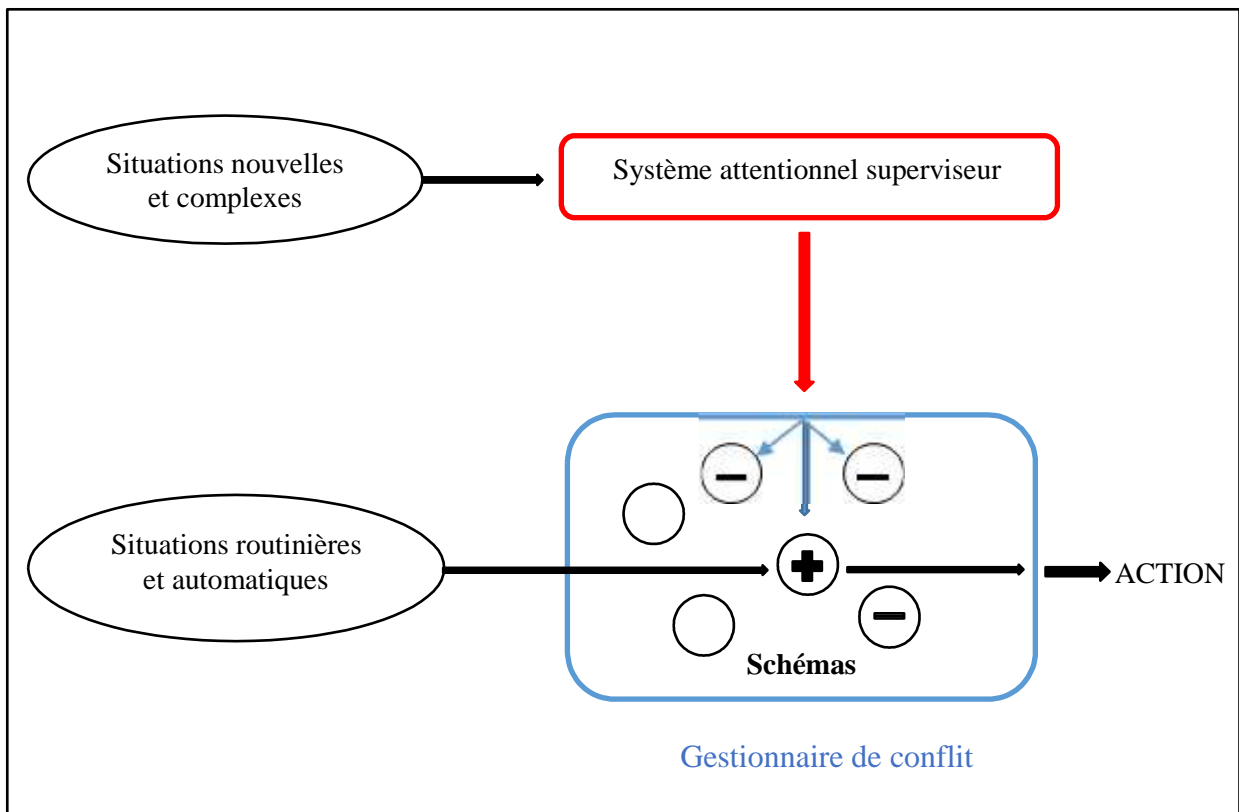 Situations nouvelles
et complexes
Système attentionnel superviseur
Situations routinières
et automatiques
ACTION
Schémas
Gestionnaire de conflit